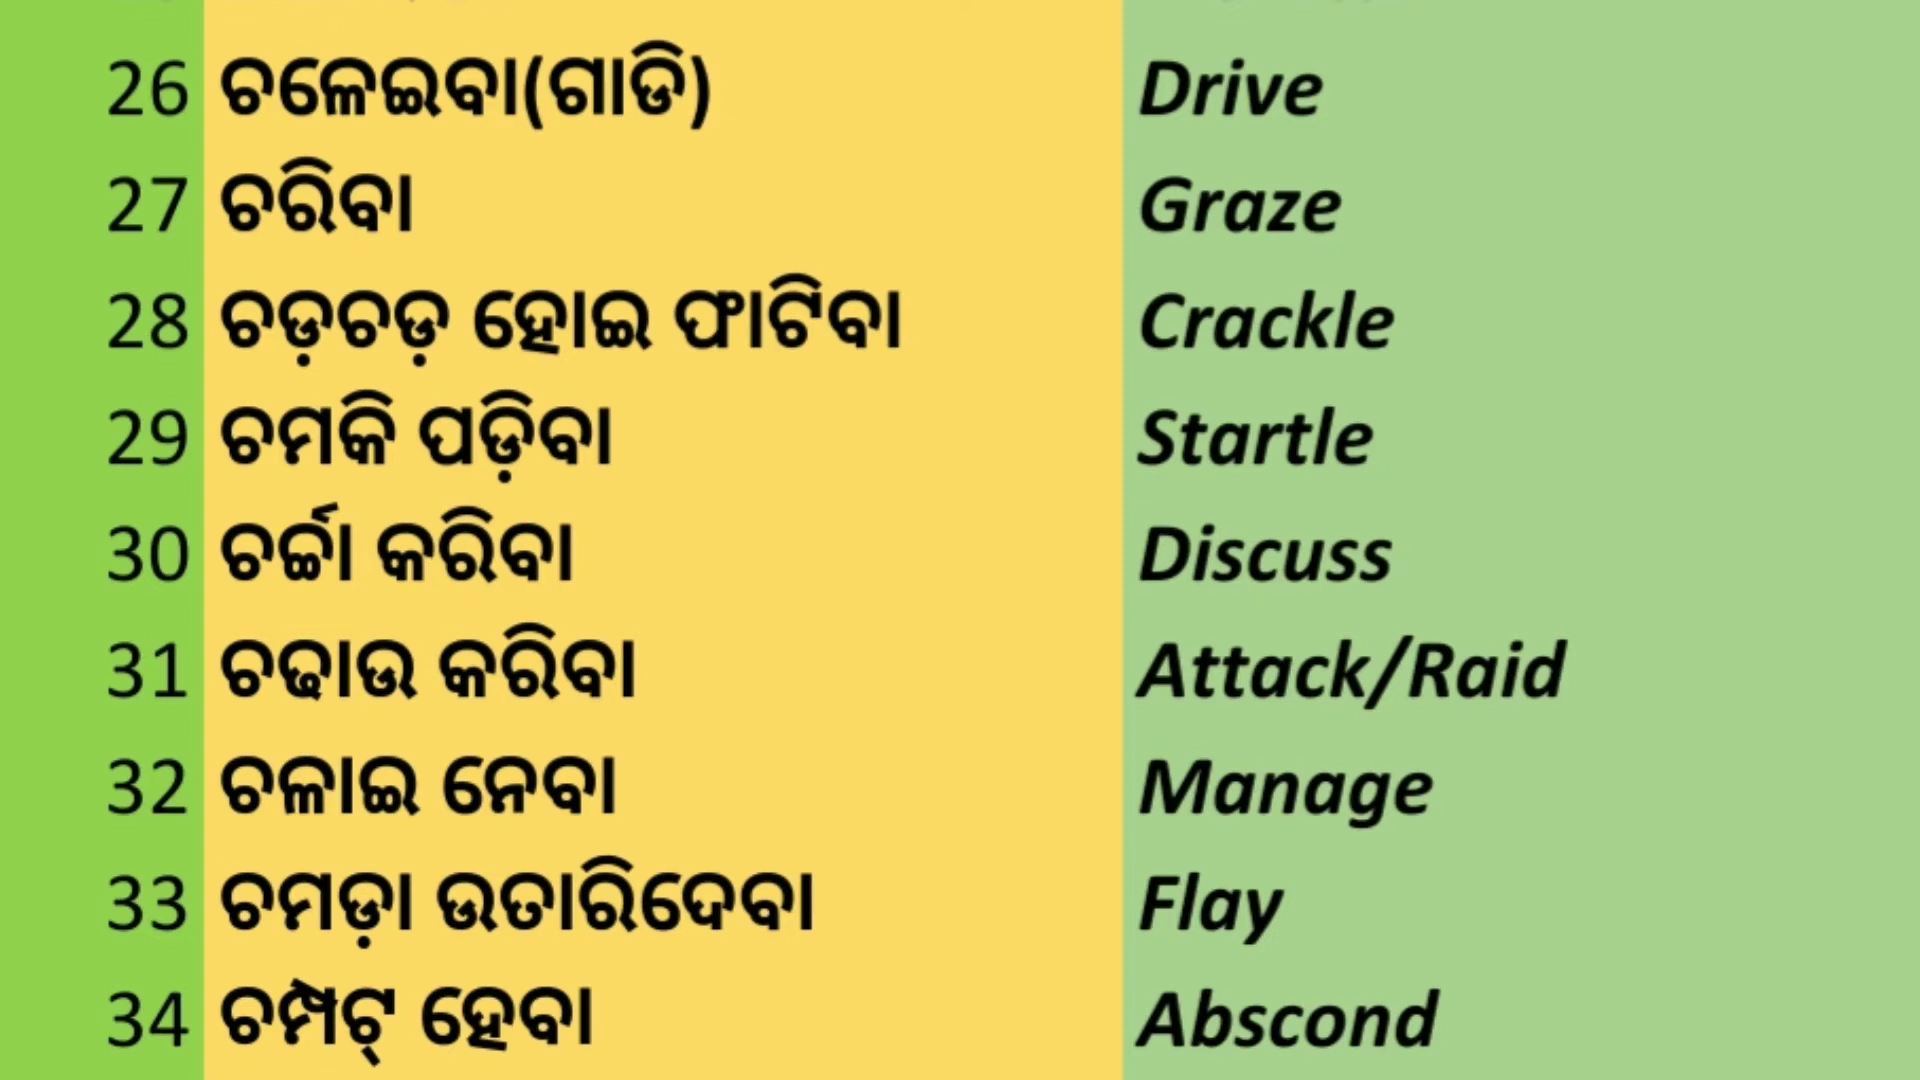 26 ଚଳେଇବା(ଗାଡି) Drive
27 ଚରିବା Graze
28 ଚଡ଼ଚଡ଼ ହୋଇ ଫାଟିବା Crackle
29 ଚମକି ପଡ଼ିବା Startle
30 ଚର୍ଚ୍ଚା କରିବା Discuss
31 ଚଢାଉ କରିବା Attack/Raid
32 ଚଳାଇ ନେବା Manage
33 ଚମଡ଼ା ଉତାରିଦେବା Flay
34 ଚମ୍ପଟ୍ ହେବା Abscond